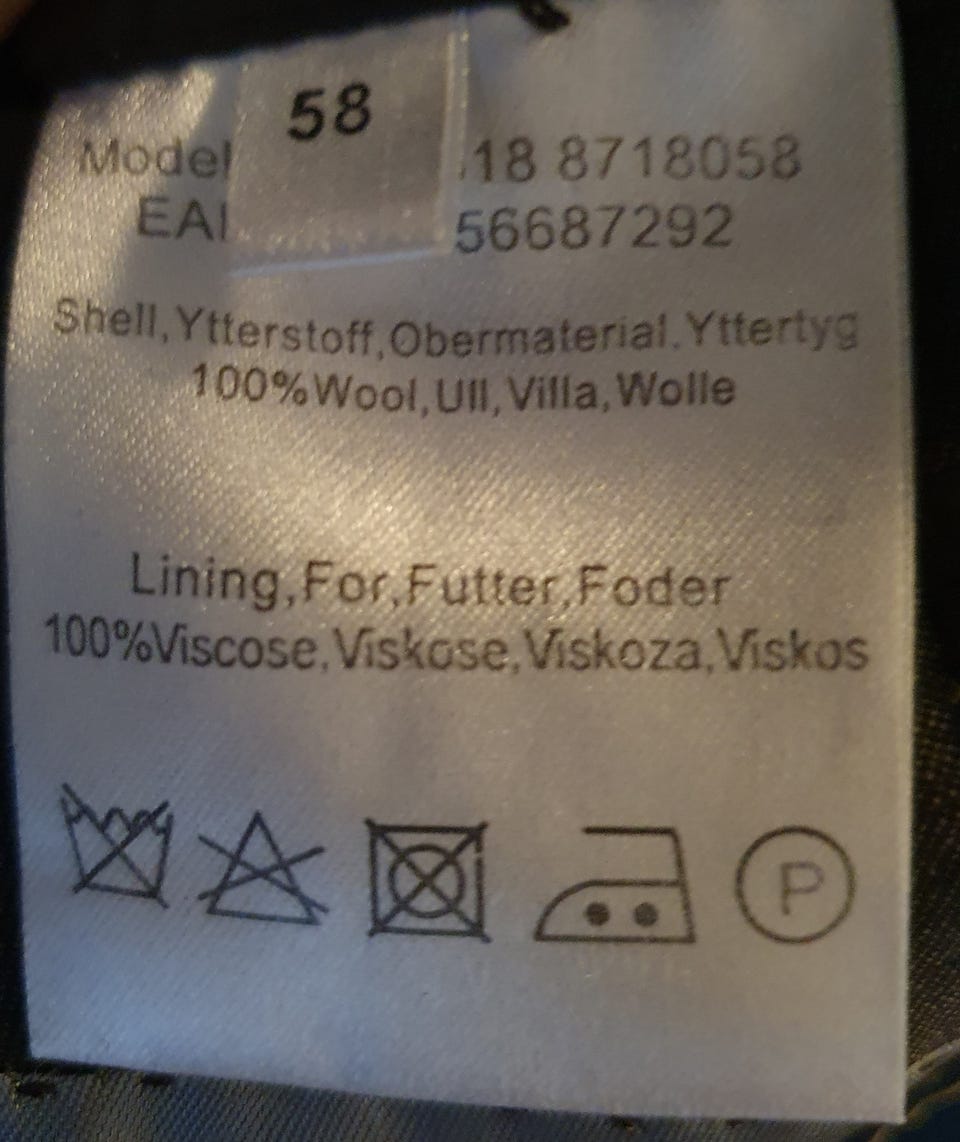 58
Model 18 8718058
EA 56687292
Shell,Ytterstoff,Obermaterial.Yttertyg
100%Wool,Ull,Villa,Wolle
Lining,For,Futter,Foder
100%Viscose,Viskose,Viskoza,Viskos
P